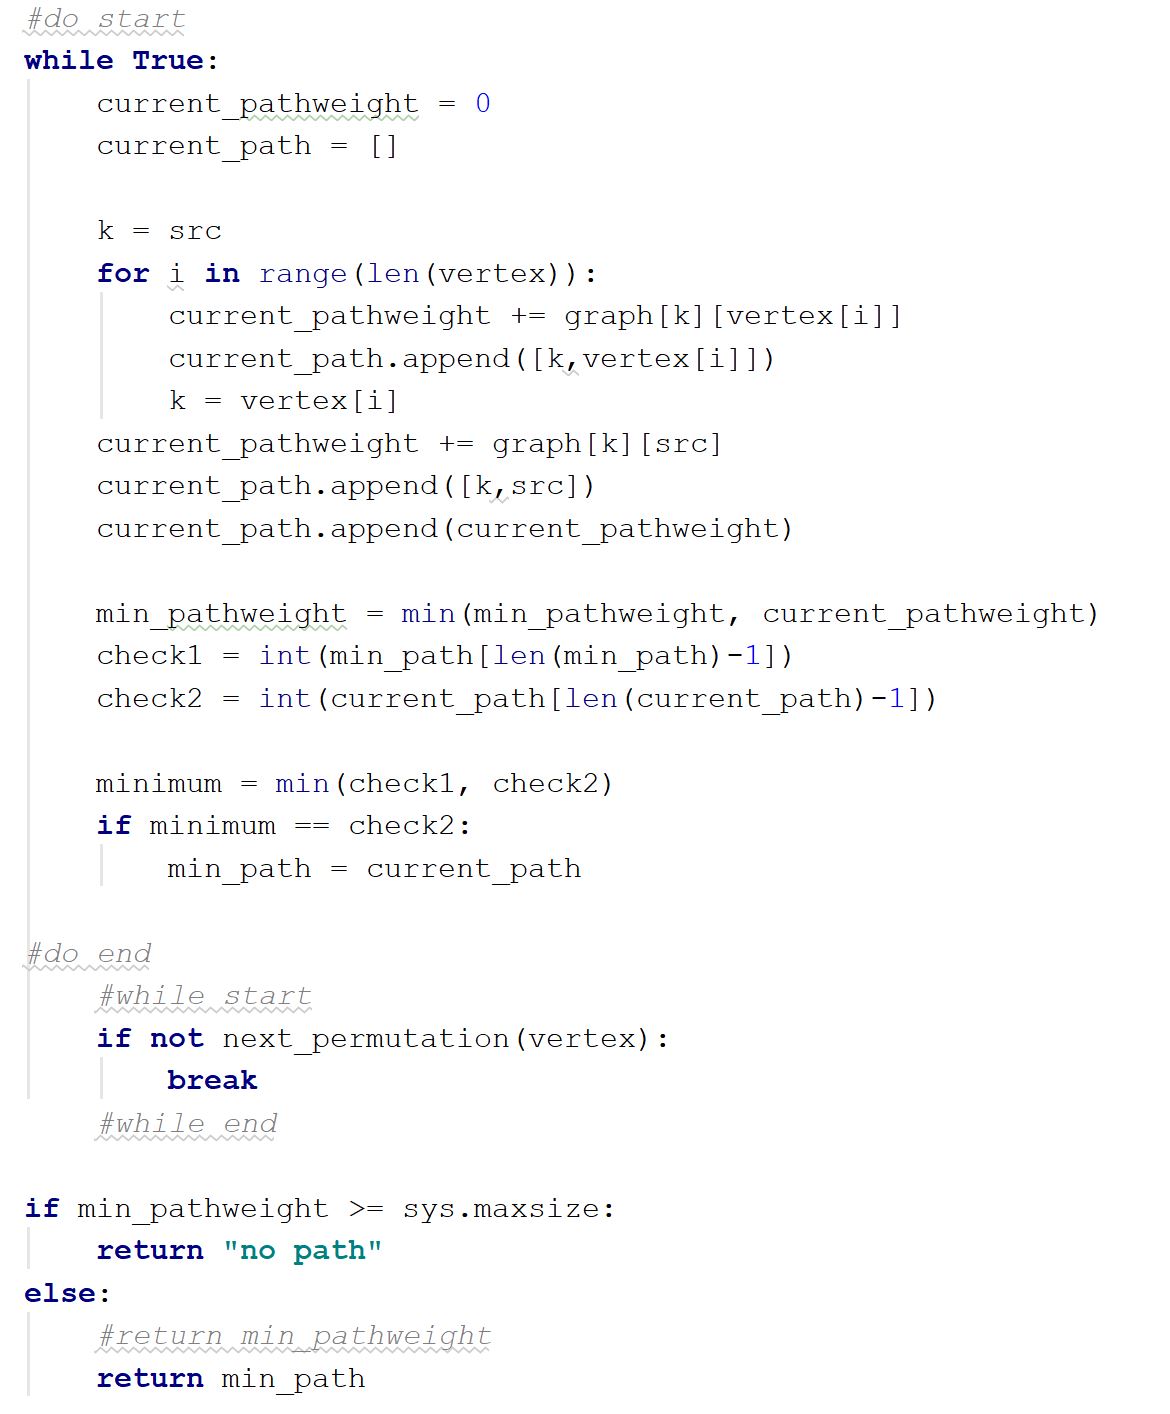 #do start
while True:
    current_pathweight = 0
    current_path = []

    k = src
    for i in range(len(vertex)):
        current_pathweight += graph[k][vertex[i]]
        current_path.append([k,vertex[i]])
        k = vertex[i]
    current_pathweight += graph[k][src]
    current_path.append([k,src])
    current_path.append(current_pathweight)

    min_pathweight = min(min_pathweight, current_pathweight)
    check1 = int(min_path[len(min_path)-1])
    check2 = int(current_path[len(current_path)-1])

    minimum = min(check1, check2)
    if minimum == check2:
        min_path = current_path

#do end
    #while start
    if not next_permutation(vertex):
        break
    #while end

if min_pathweight >= sys.maxsize:
    return "no path"
else:
    #return min_pathweight
    return min_path